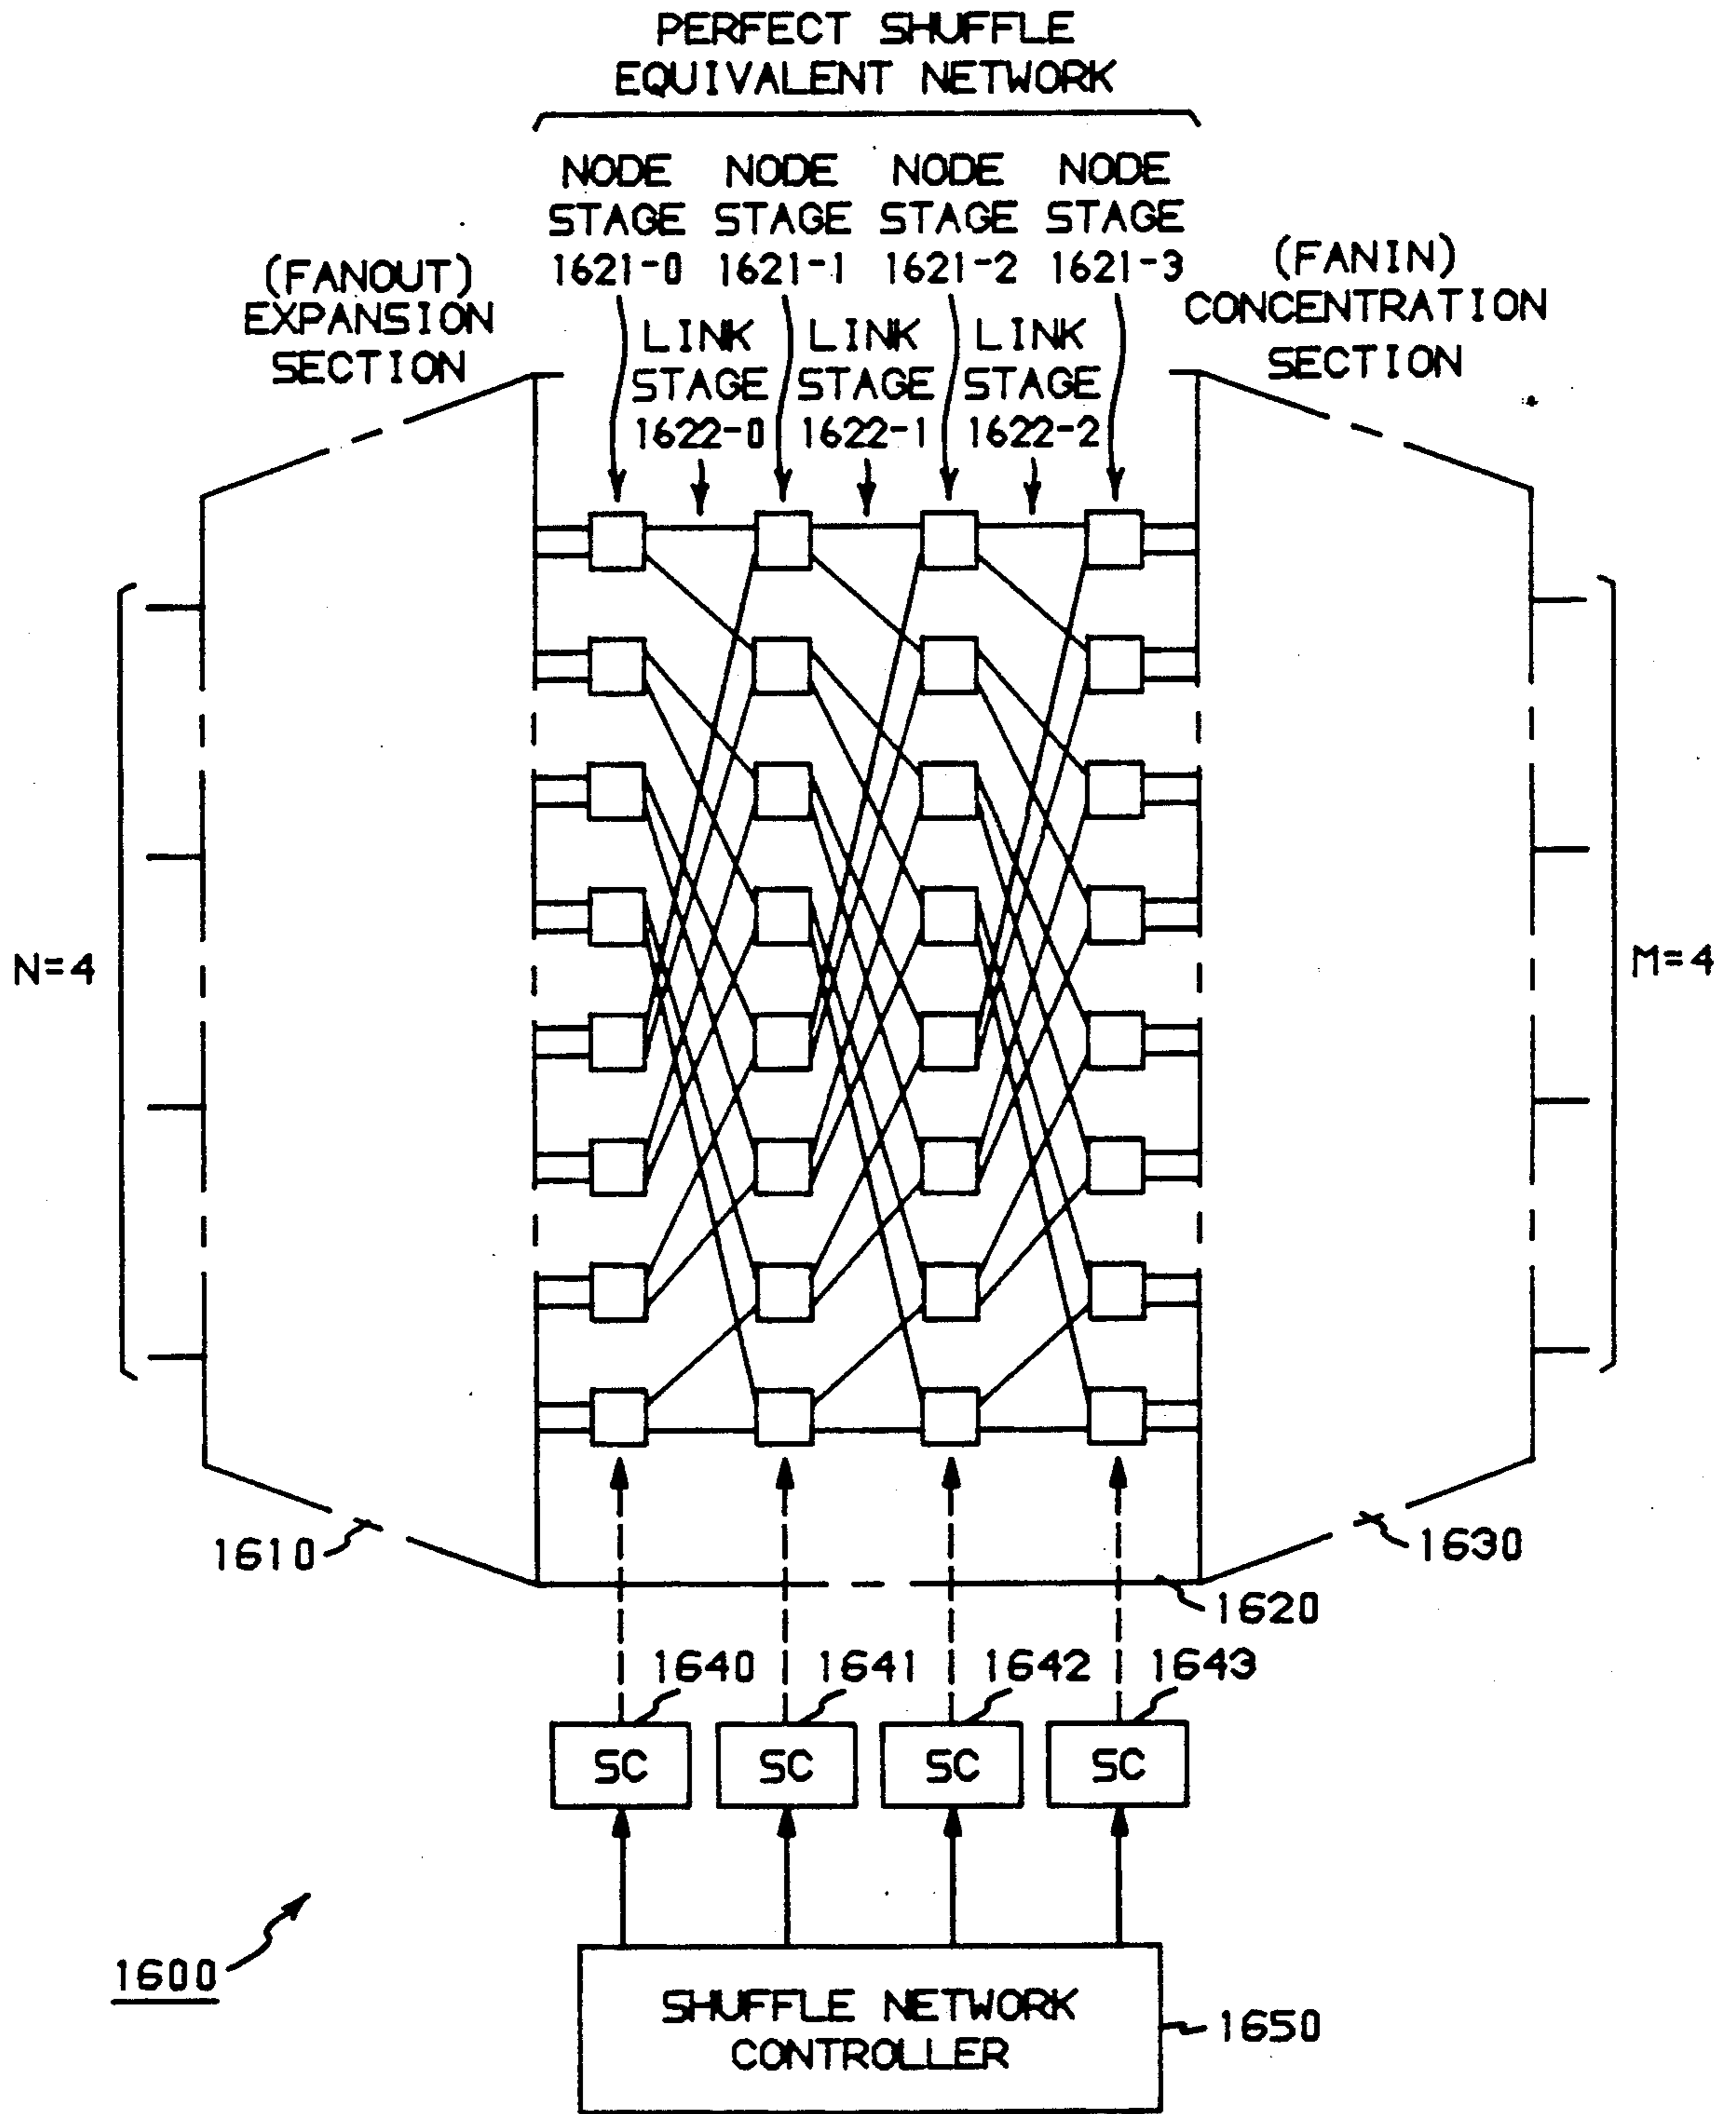 PERFECT SHUFFLE
EQUIVALENT NETWORK
NODE NODE NODE NODE
STAGE STAGE STAGE STAGE
1621-0 1621-1 1621-2 1621-3
(FANOUT)
EXPANSION
SECTION
(FANIN)
CONCENTRATION
SECTION
LINK LINK LINK
STAGE STAGE STAGE
1622-0 1622-1 1622-2
N=4
M=4
1610
1630
1620
1640 1641 1642 1643
SC SC SC SC
1600
SHUFFLE NETWORK
CONTROLLER
1650